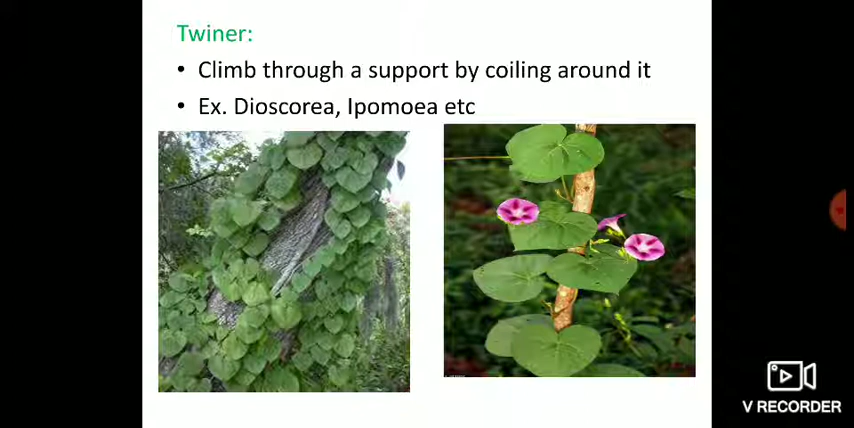 Twiner:
• Climb through a support by coiling around it
• Ex. Dioscorea, Ipomoea etc
V RECORDER